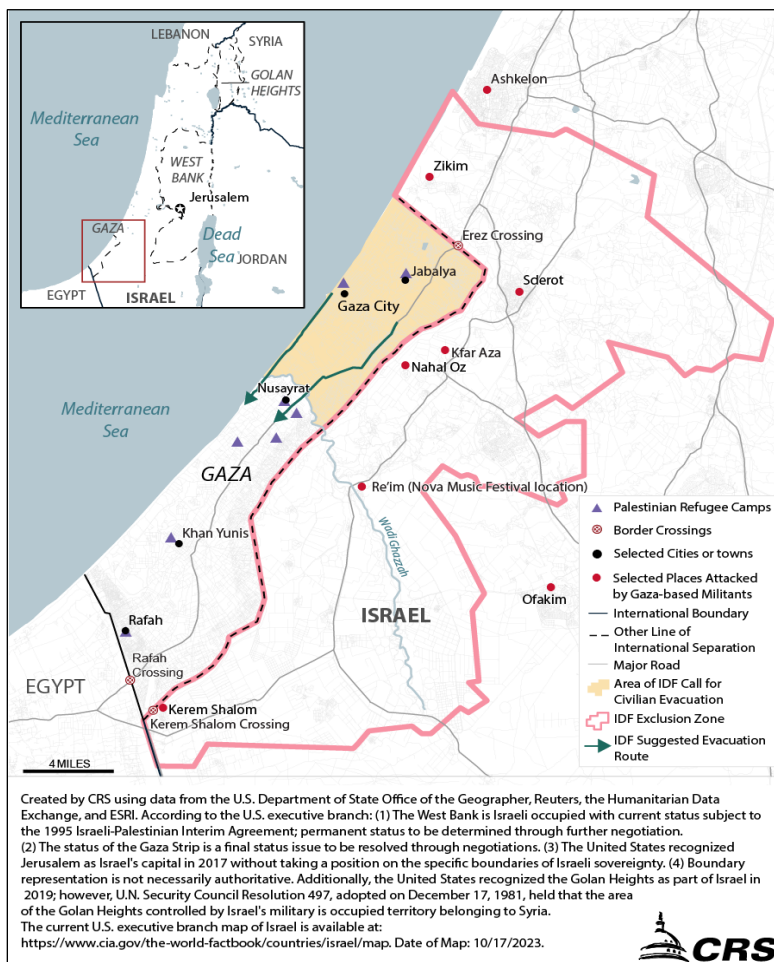 LEBANON
SYRIA
GOLAN
HEIGHTS
Mediterranean
Sea
WEST
BANK
Jerusalem
GAZA
Dead
Sea
JORDAN
EGYPT
ISRAEL
Ashkelon
Zikim
Erez Crossing
Jabalya
Sderot
Gaza City
Kfar Aza
Nahal Oz
Nusayrat
Mediterranean
Sea
GAZA
Re'im (Nova Music Festival location)
Khan Yunis
Wadi Ghazzah
ISRAEL
Ofakim
Rafah
Rafah
Crossing
EGYPT
Kerem Shalom
Kerem Shalom Crossing
4 MILES
Palestinian Refugee Camps
Border Crossings
Selected Cities or towns
Selected Places Attacked
by Gaza-based Militants
International Boundary
Other Line of
International Separation
Major Road
Area of IDF Call for
Civilian Evacuation
IDF Exclusion Zone
IDF Suggested Evacuation
Route
Created by CRS using data from the U.S. Department of State Office of the Geographer, Reuters, the Humanitarian Data
Exchange, and ESRI. According to the U.S. executive branch: (1) The West Bank is Israeli occupied with current status subject to
the 1995 Israeli-Palestinian Interim Agreement; permanent status to be determined through further negotiation.
(2) The status of the Gaza Strip is a final status issue to be resolved through negotiations. (3) The United States recognized
Jerusalem as Israel's capital in 2017 without taking a position on the specific boundaries of Israeli sovereignty. (4) Boundary
representation is not necessarily authoritative. Additionally, the United States recognized the Golan Heights as part of Israel in
2019; however, U.N. Security Council Resolution 497, adopted on December 17, 1981, held that the area
of the Golan Heights controlled by Israel's military is occupied territory belonging to Syria.
The current U.S. executive branch map of Israel is available at:
https://www.cia.gov/the-world-factbook/countries/israel/map. Date of Map: 10/17/2023.
CRS